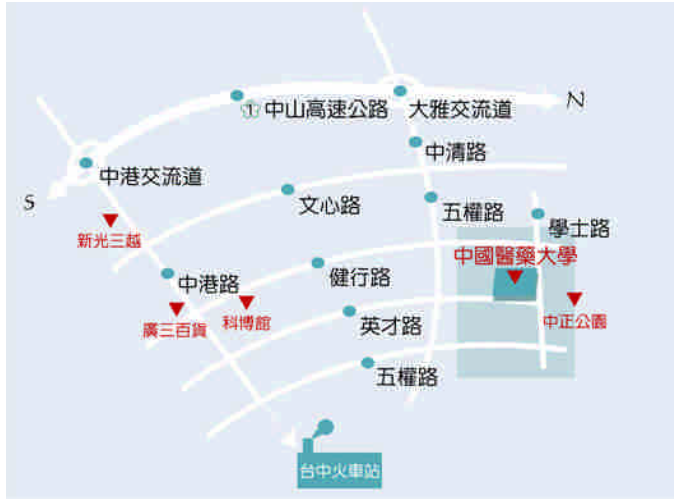 1 中山高速公路
大雅交流道
N
中清路
中港交流道
S
文心路
五權路
學士路
新光三越
中國醫藥大學
中港路
健行路
廣三百貨
科博館
英才路
中正公園
五權路
台中火車站